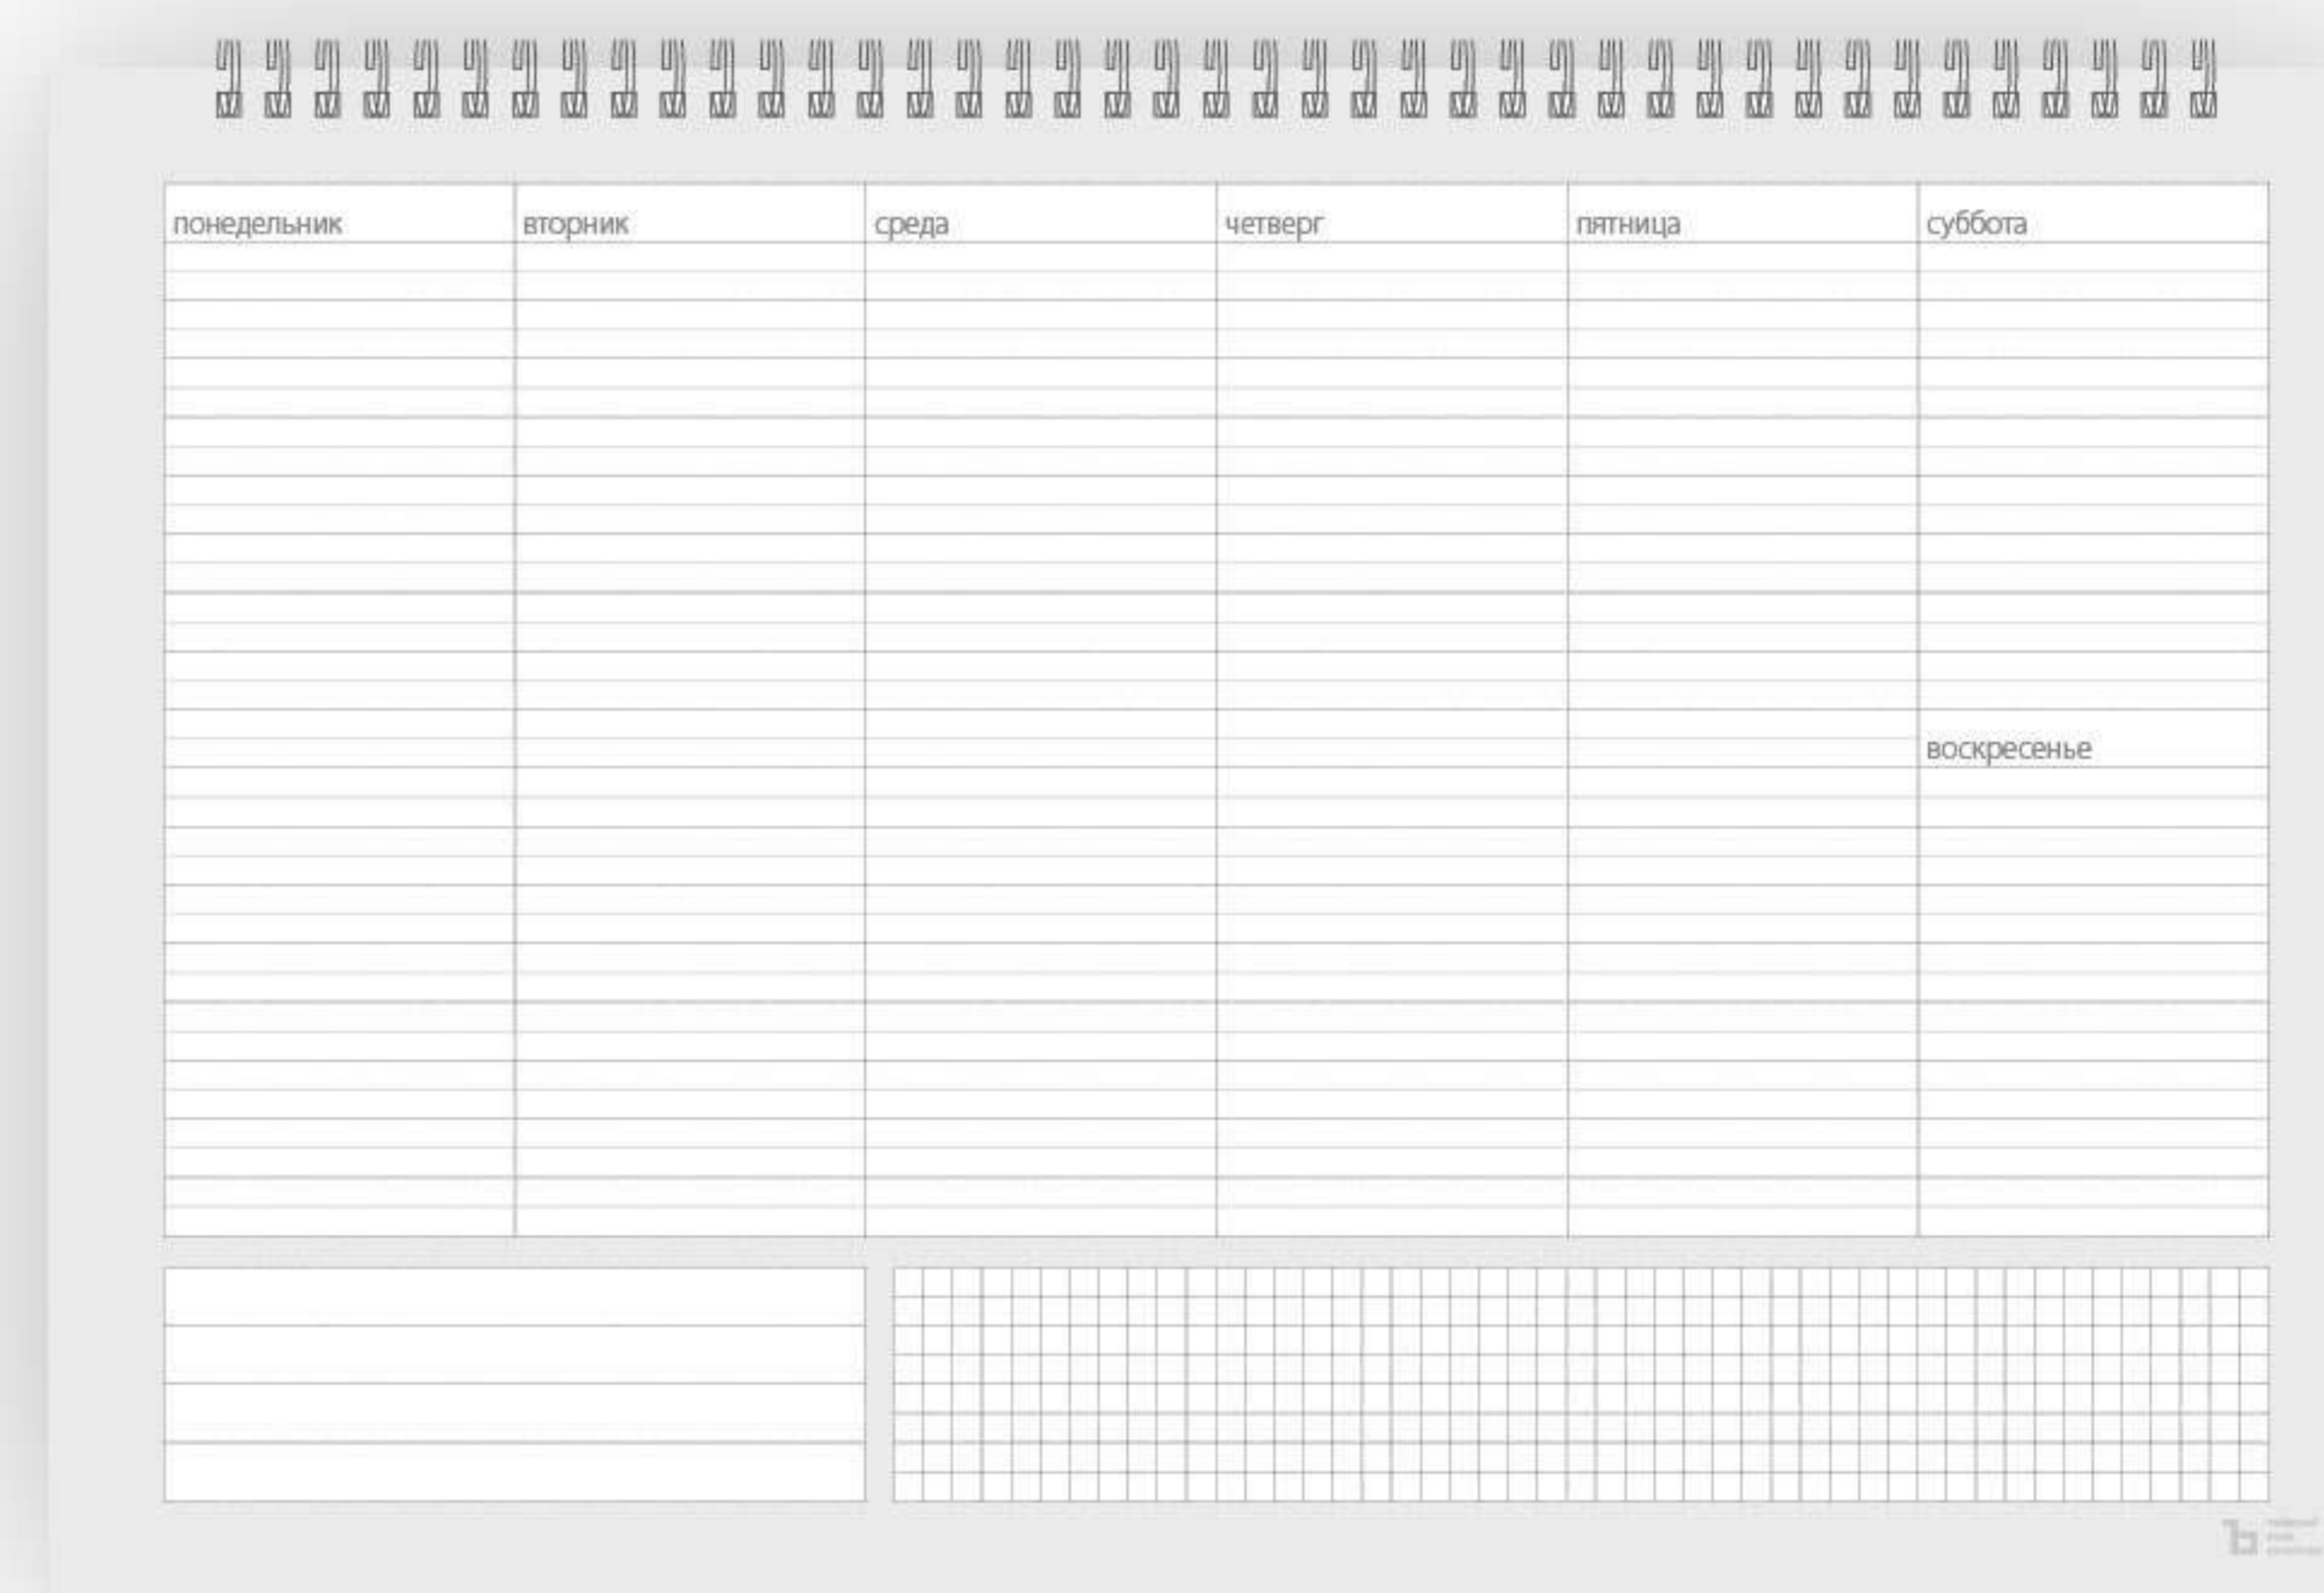 понедельник
вторник
среда
четверг
пятница
суббота
воскресенье